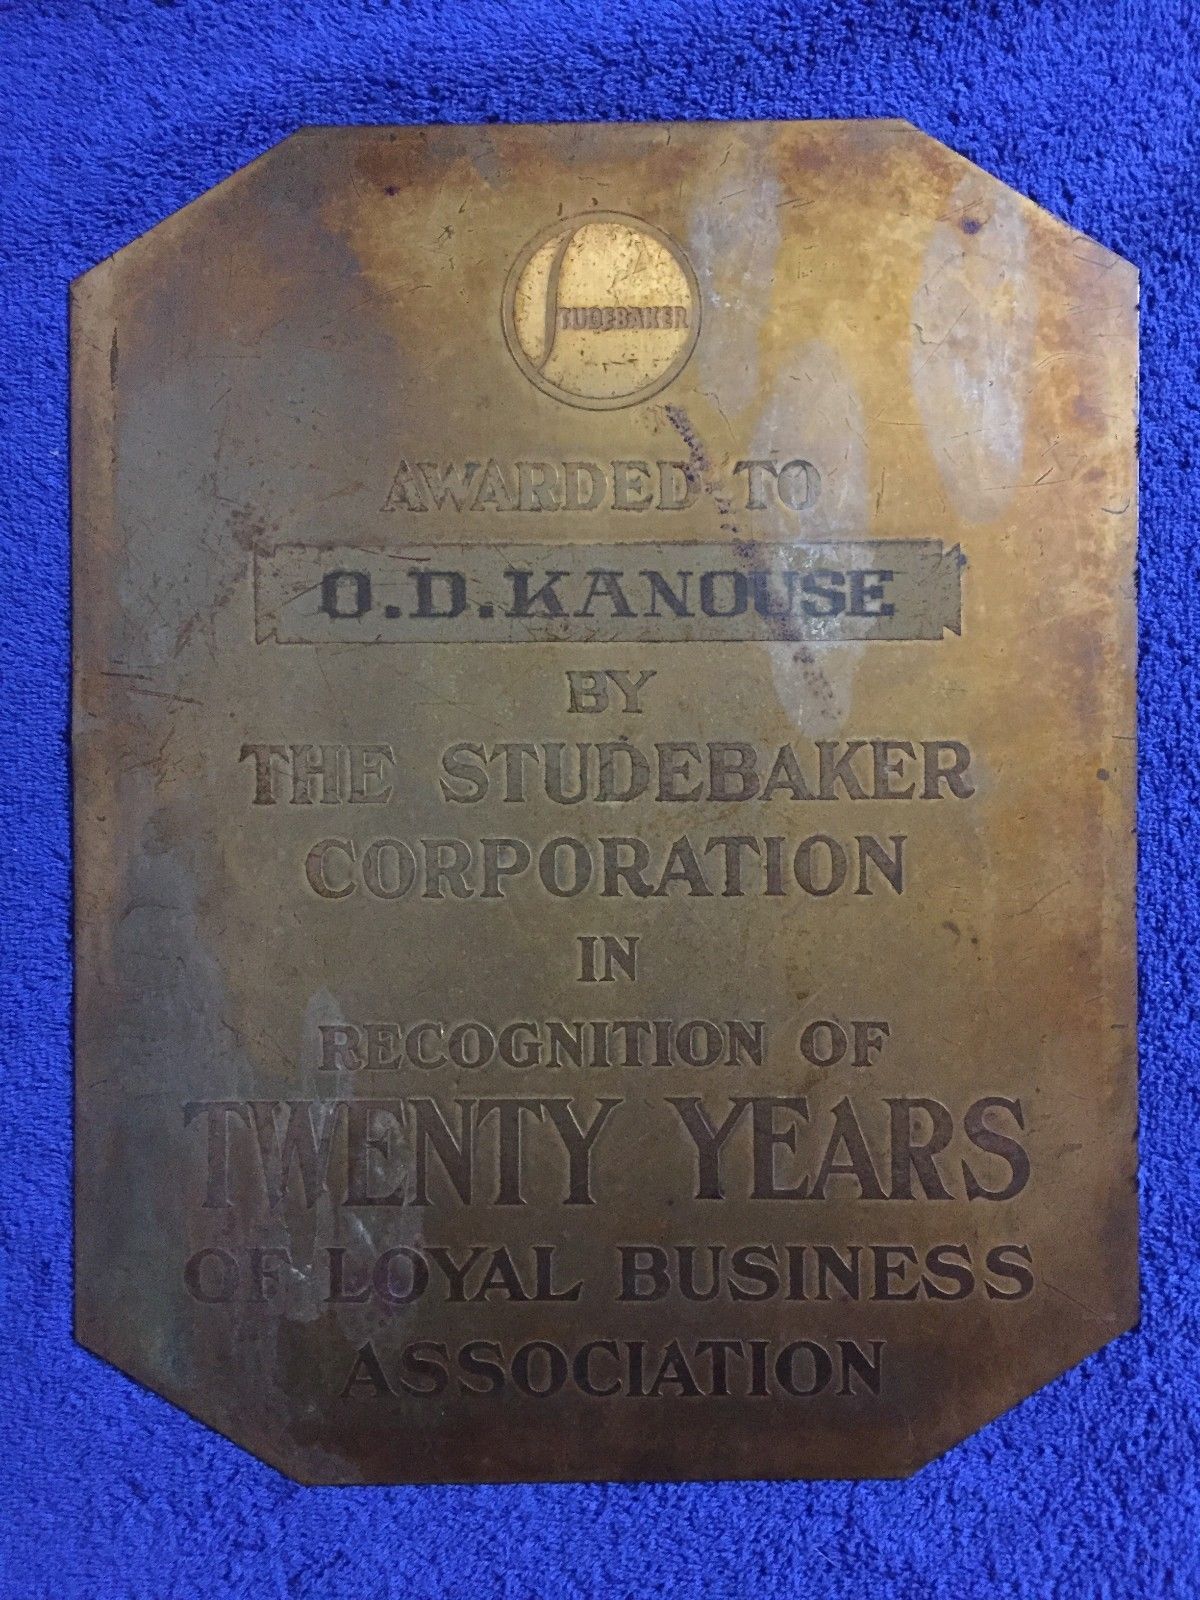 STUDEBAKER
AWARDED TO
O.D. KANOUSE
BY
THE STUDEBAKER
CORPORATION
IN
RECOGNITION OF
TWENTY YEARS
OF LOYAL BUSINESS
ASSOCIATION